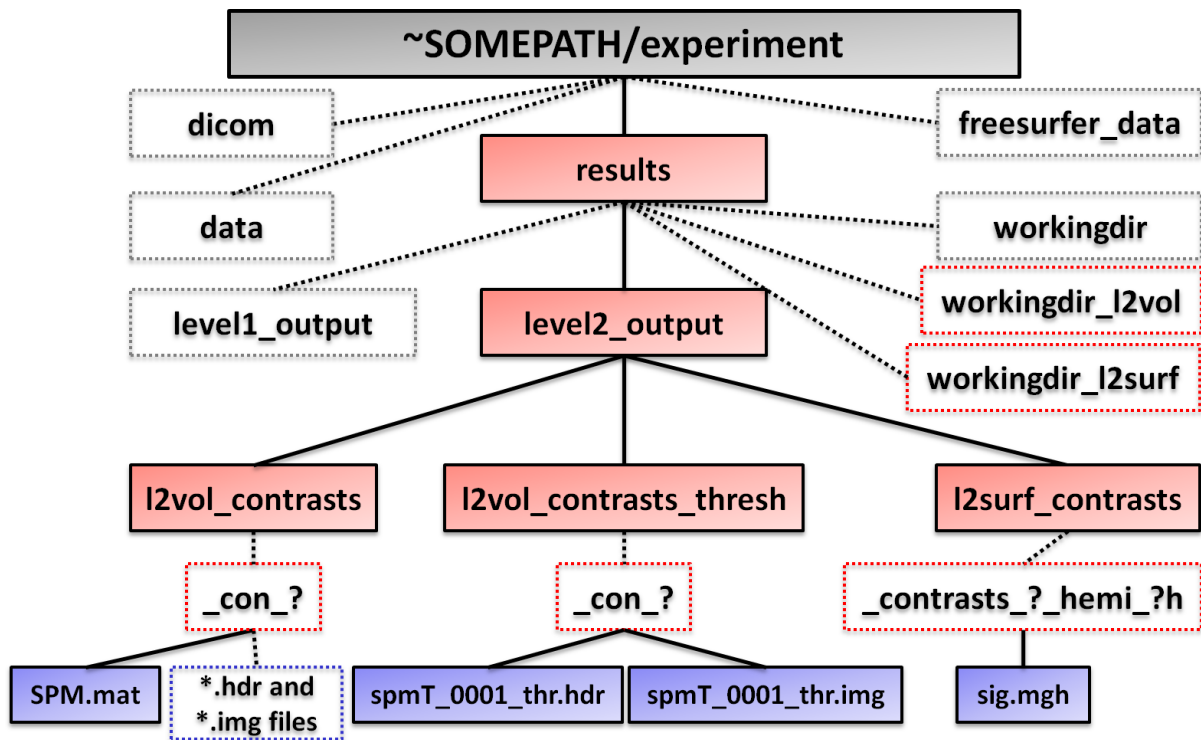 ~SOMEPATH/experiment
dicom
freesurfer_data
results
data
workingdir
level1_output
level2_output
workingdir_l2vol
workingdir_l2surf
l2vol_contrasts
l2vol_contrasts_thresh
l2surf_contrasts
_con_?
_con_?
_contrasts_?_hemi_?h
SPM.mat
*.hdr and
*.img files
spmT_0001_thr.hdr
spmT_0001_thr.img
sig.mgh